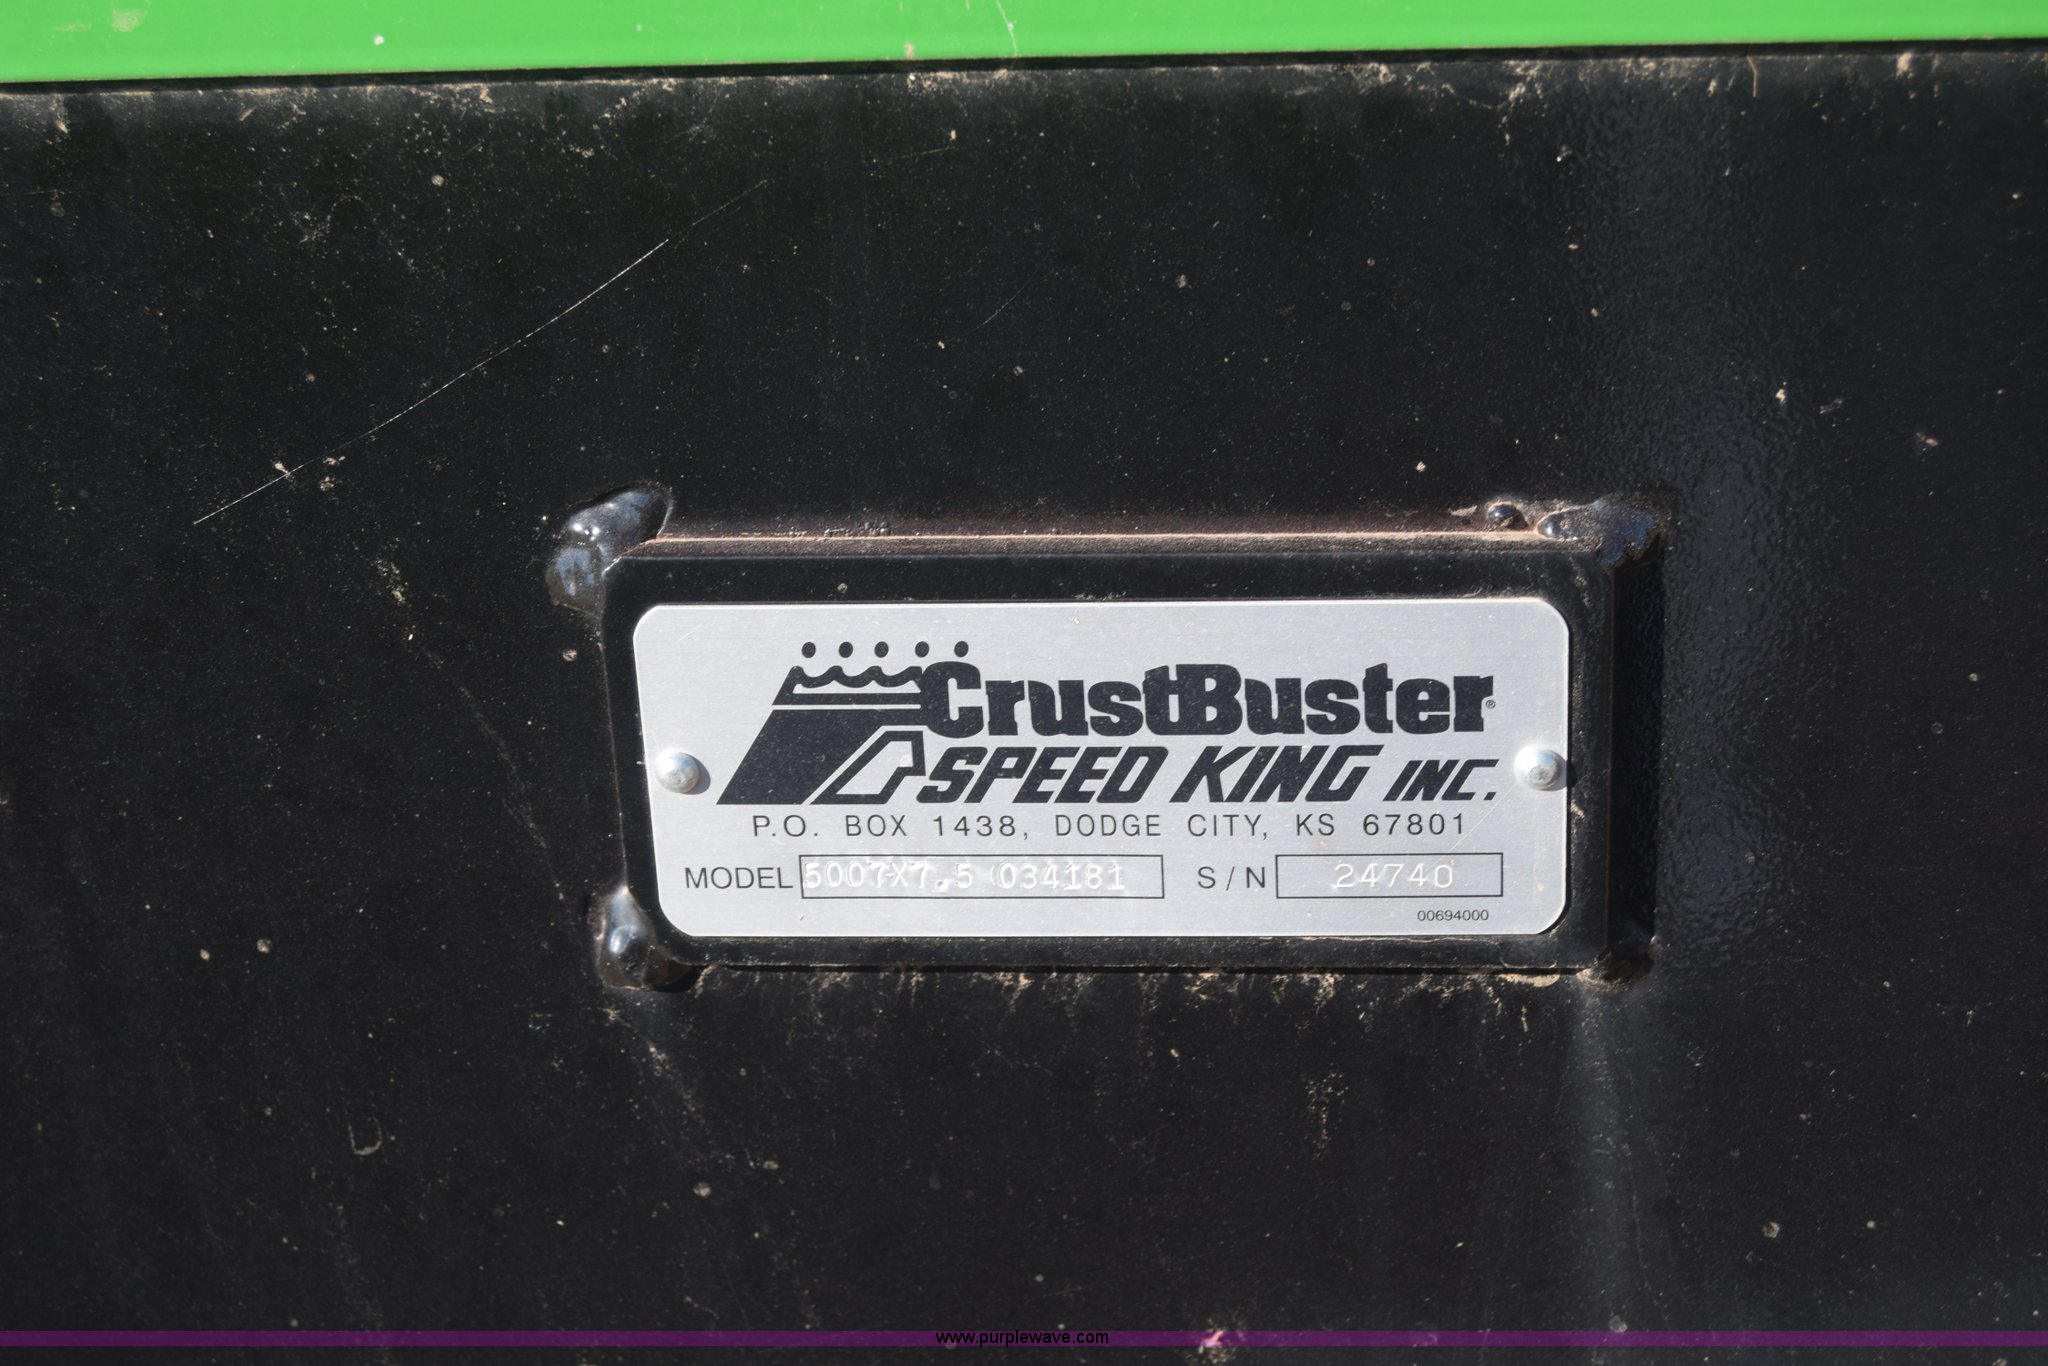 CrustBuster®
SPEED KING INC.
P.O. BOX 1438, DODGE CITY, KS 67801
MODEL 5007X7.5 034181 S/N 24740
00694000
www.purplewave.com